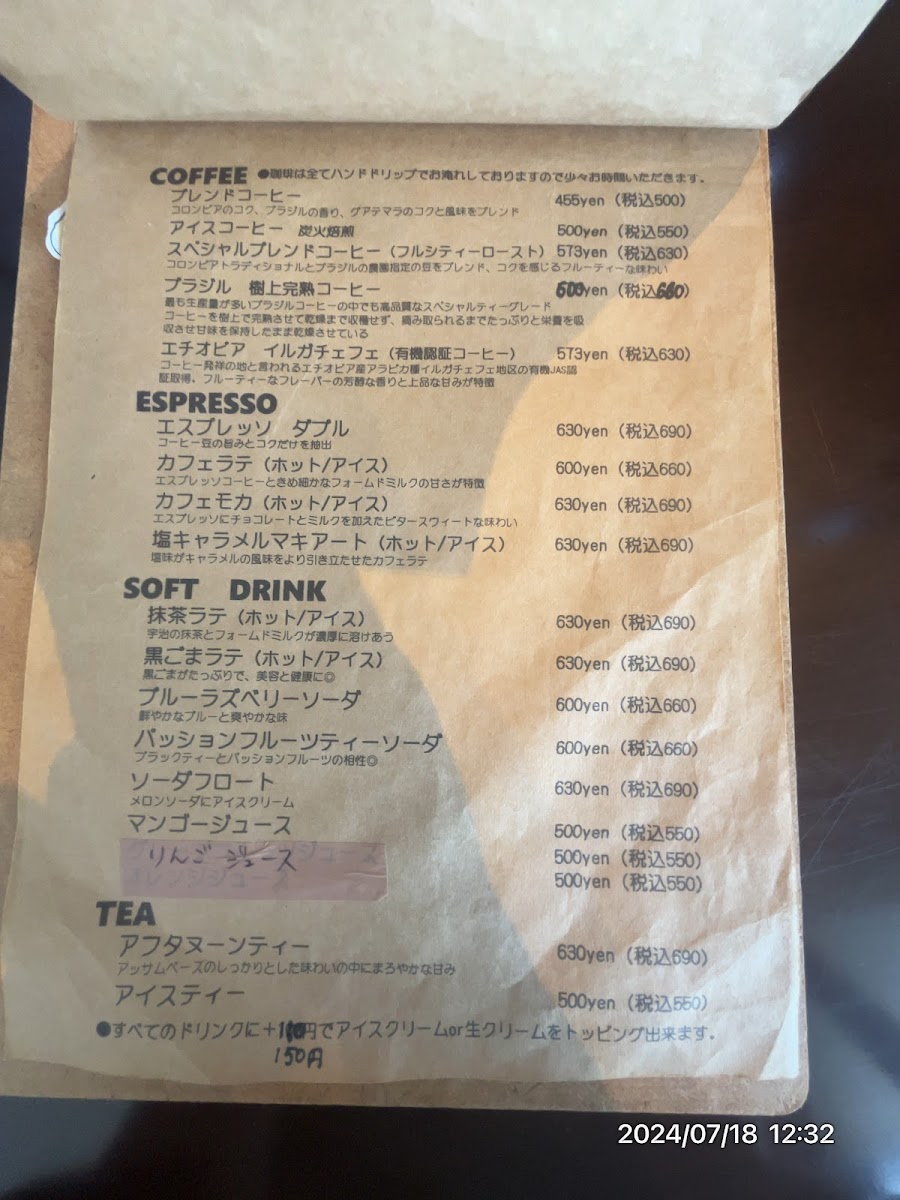 COFFEE ●珈琲は全てハンドドリップでお淹れしておりますので少々お時間いただきます。
ブレンドコーヒー 455yen（税込500）
コロンビアのコク、ブラジルの香り、グアテマラのコクと風味をブレンド
アイスコーヒー 炭火焙煎 500yen（税込550）
スペシャルブレンドコーヒー（フルシティーロースト） 573yen（税込630）
コロンビアトラディショナルとブラジルの農園指定の豆をブレンド、コクを感じるフルーティーな味わい
ブラジル 樹上完熟コーヒー 600yen（税込660）
最も生産量が多いブラジルコーヒーの中でも高品質なスペシャルティーグレード
コーヒーを樹上で完熟させて乾燥まで収穫せず、摘み取られるまでたっぷりと栄養を吸
収させ甘味を保持したまま乾燥させている
エチオピア イルガチェフェ（有機認証コーヒー） 573yen（税込630）
コーヒー発祥の地と言われるエチオピア産アラビカ種イルガチェフェ地区の有機JAS認
証取得、フルーティーなフレーバーの芳醇な香りと上品な甘みが特徴
ESPRESSO
エスプレッソ ダブル 630yen（税込690）
コーヒー豆の旨みとコクだけを抽出
カフェラテ（ホット/アイス） 600yen（税込660）
エスプレッソコーヒーときめ細かなフォームドミルクの甘さが特徴
カフェモカ（ホット/アイス） 630yen（税込690）
エスプレッソにチョコレートとミルクを加えたビタースウィートな味わい
塩キャラメルマキアート（ホット/アイス） 630yen（税込690）
塩味がキャラメルの風味をより引き立たせたカフェラテ
SOFT DRINK
抹茶ラテ（ホット/アイス） 630yen（税込690）
宇治の抹茶とフォームドミルクが濃厚に溶けあう
黒ごまラテ（ホット/アイス） 630yen（税込690）
黒ごまがたっぷりで、美容と健康に◎
ブルーラズベリーソーダ 600yen（税込660）
鮮やかなブルーと爽やかな味
パッションフルーツティーソーダ 600yen（税込660）
ブラックティーとパッションフルーツの相性◎
ソーダフロート 630yen（税込690）
メロンソーダにアイスクリーム
マンゴージュース 500yen（税込550）
りんごジュース 500yen（税込550）
オレンジジュース 500yen（税込550）
TEA
アフタヌーンティー 630yen（税込690）
アッサムベースのしっかりとした味わいの中にまろやかな甘み
アイスティー 500yen（税込550）
●すべてのドリンクに+100円でアイスクリームor生クリームをトッピング出来ます。
150円
2024/07/18 12:32